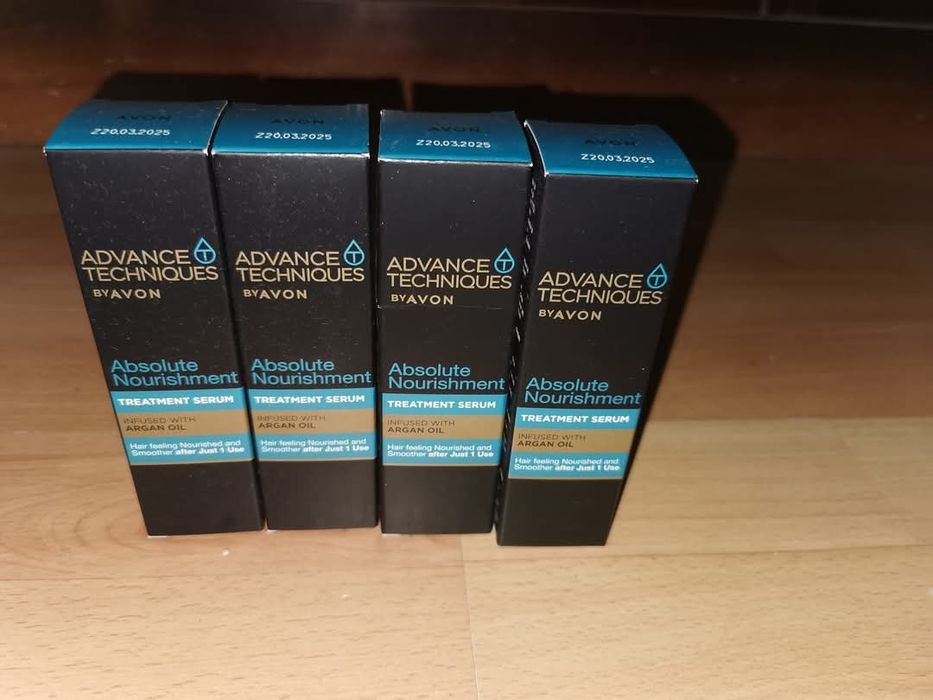 AVON
Z20.03.2025
ADVANCE
TECHNIQUES
BY AVON
Absolute
Nourishment
TREATMENT SERUM
INFUSED WITH
ARGAN OIL
Hair feeling Nourished and
Smoother after Just 1 Use
AVON
Z20.03.2025
ADVANCE
TECHNIQUES
BY AVON
Absolute
Nourishment
TREATMENT SERUM
INFUSED WITH
ARGAN OIL
Hair feeling Nourished and
Smoother after Just 1 Use
AVON
Z20.03.2025
ADVANCE
TECHNIQUES
BY AVON
Absolute
Nourishment
TREATMENT SERUM
INFUSED WITH
ARGAN OIL
Hair feeling Nourished and
Smoother after Just 1 Use
AVON
Z20.03.2025
ADVANCE
TECHNIQUES
BY AVON
Absolute
Nourishment
TREATMENT SERUM
INFUSED WITH
ARGAN OIL
Hair feeling Nourished and
Smoother after Just 1 Use